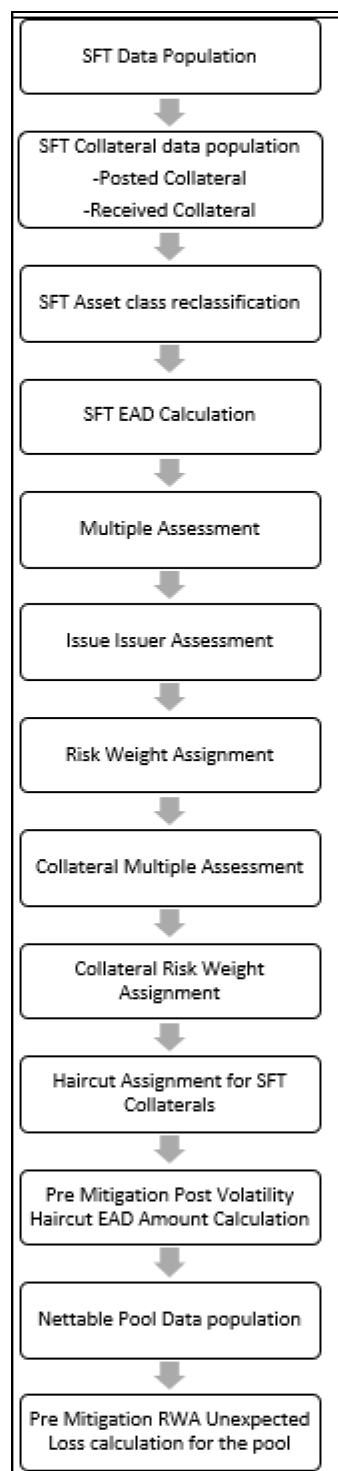 SFT Data Population
SFT Collateral data population
-Posted Collateral
-Received Collateral
SFT Asset class reclassification
SFT EAD Calculation
Multiple Assessment
Issue Issuer Assessment
Risk Weight Assignment
Collateral Multiple Assessment
Collateral Risk Weight
Assignment
Haircut Assignment for SFT
Collaterals
Pre Mitigation Post Volatility
Haircut EAD Amount Calculation
Nettable Pool Data population
Pre Mitigation RWA Unexpected
Loss calculation for the pool